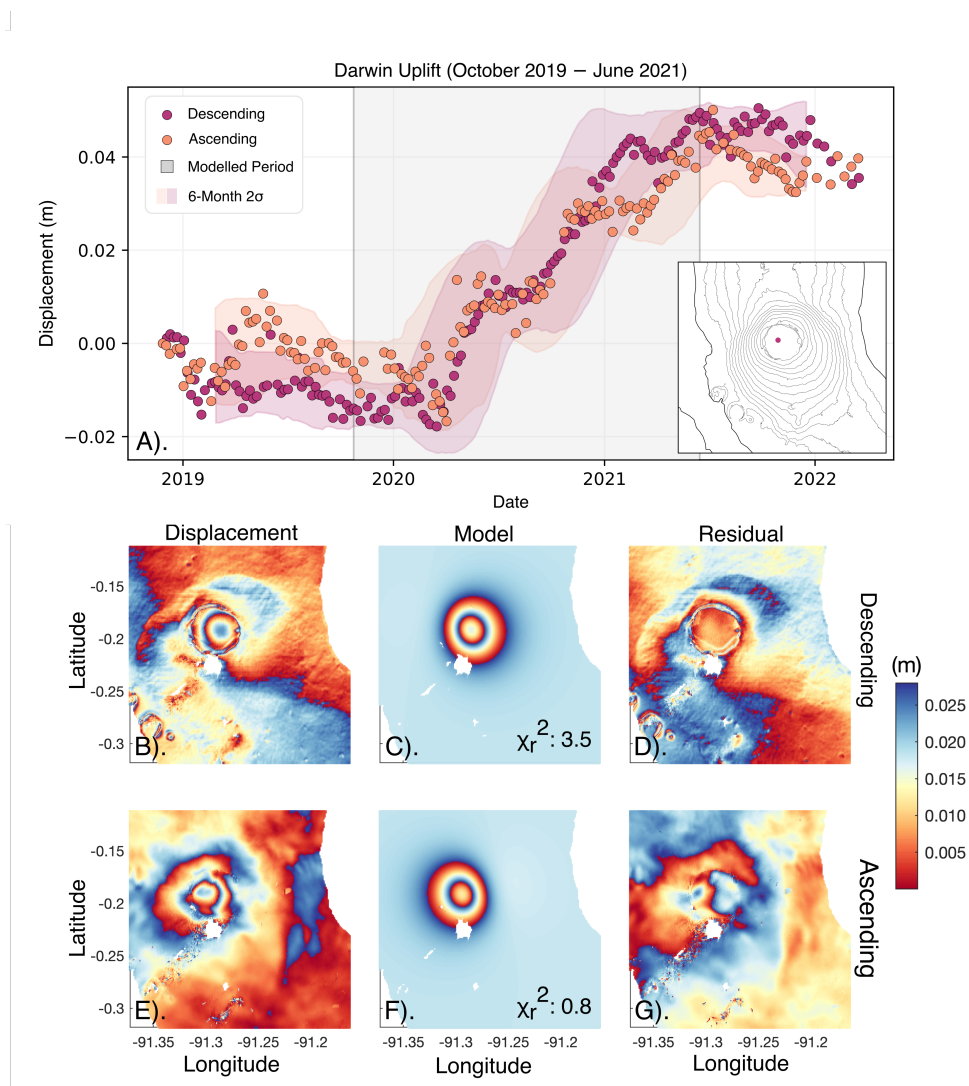 Darwin Uplift (October 2019 − June 2021)
Descending
Ascending
Modelled Period
6-Month 2σ
Displacement (m)
0.04
0.02
0.00
−0.02
A).
2019 2020 2021 2022
Date
Displacement Model Residual
Latitude
-0.15
-0.2
-0.25
-0.3
B).
C).
χr²: 3.5
D).
Descending
(m)
0.025
0.020
0.015
0.010
0.005
Latitude
-0.15
-0.2
-0.25
-0.3
E).
F).
χr²: 0.8
G).
Ascending
-91.35 -91.3 -91.25 -91.2 -91.35 -91.3 -91.25 -91.2 -91.35 -91.3 -91.25 -91.2
Longitude Longitude Longitude